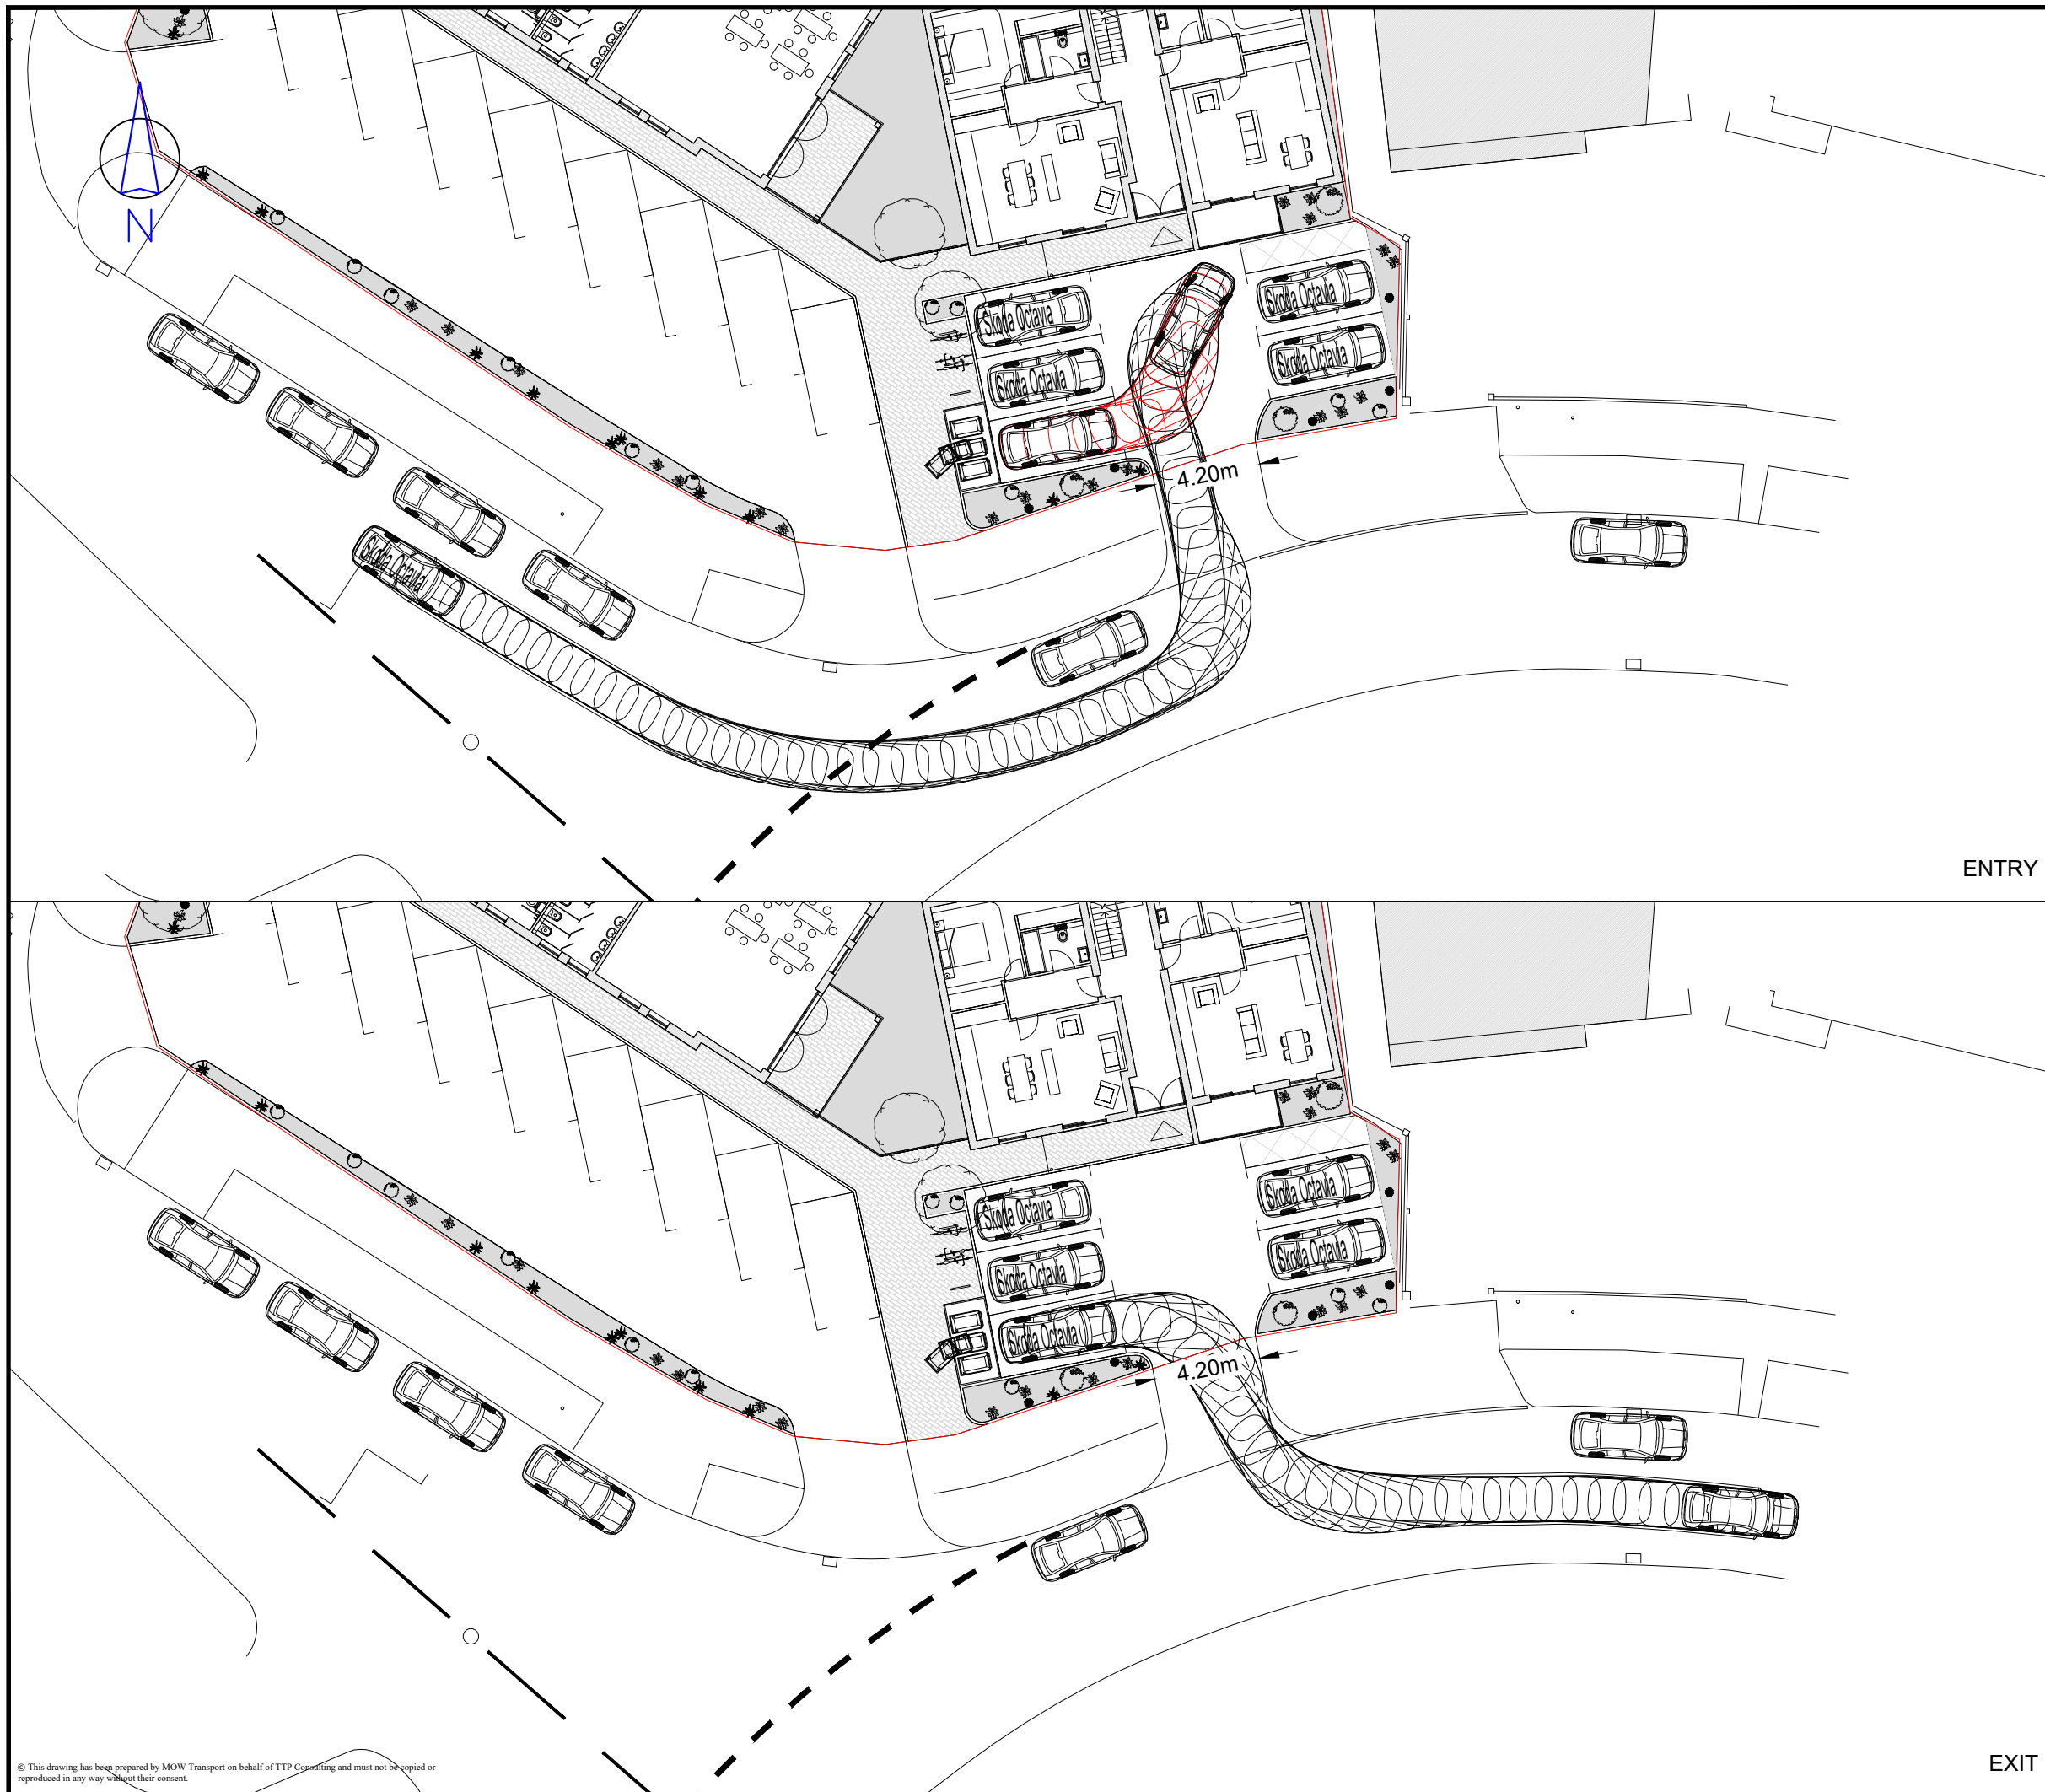 N
Skoda Octavia
Skoda Octavia
Skoda Octavia
Skoda Octavia
4.20m
Skoda Octavia
ENTRY
Skoda Octavia
Skoda Octavia
Skoda Octavia
Skoda Octavia
Skoda Octavia
4.20m
© This drawing has been prepared by MOW Transport on behalf of TTP Consulting and must not be copied or
reproduced in any way without their consent.
EXIT